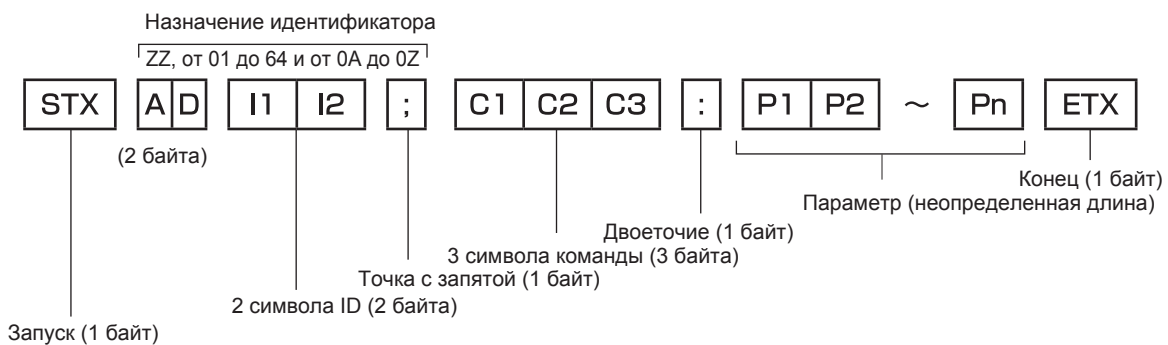 Назначение идентификатора
ZZ, от 01 до 64 и от 0A до 0Z
STX A D I1 I2 ; C1 C2 C3 : P1 P2 ~ Pn ETX
(2 байта)
Конец (1 байт)
Параметр (неопределенная длина)
Двоеточие (1 байт)
3 символа команды (3 байта)
Точка с запятой (1 байт)
2 символа ID (2 байта)
Запуск (1 байт)